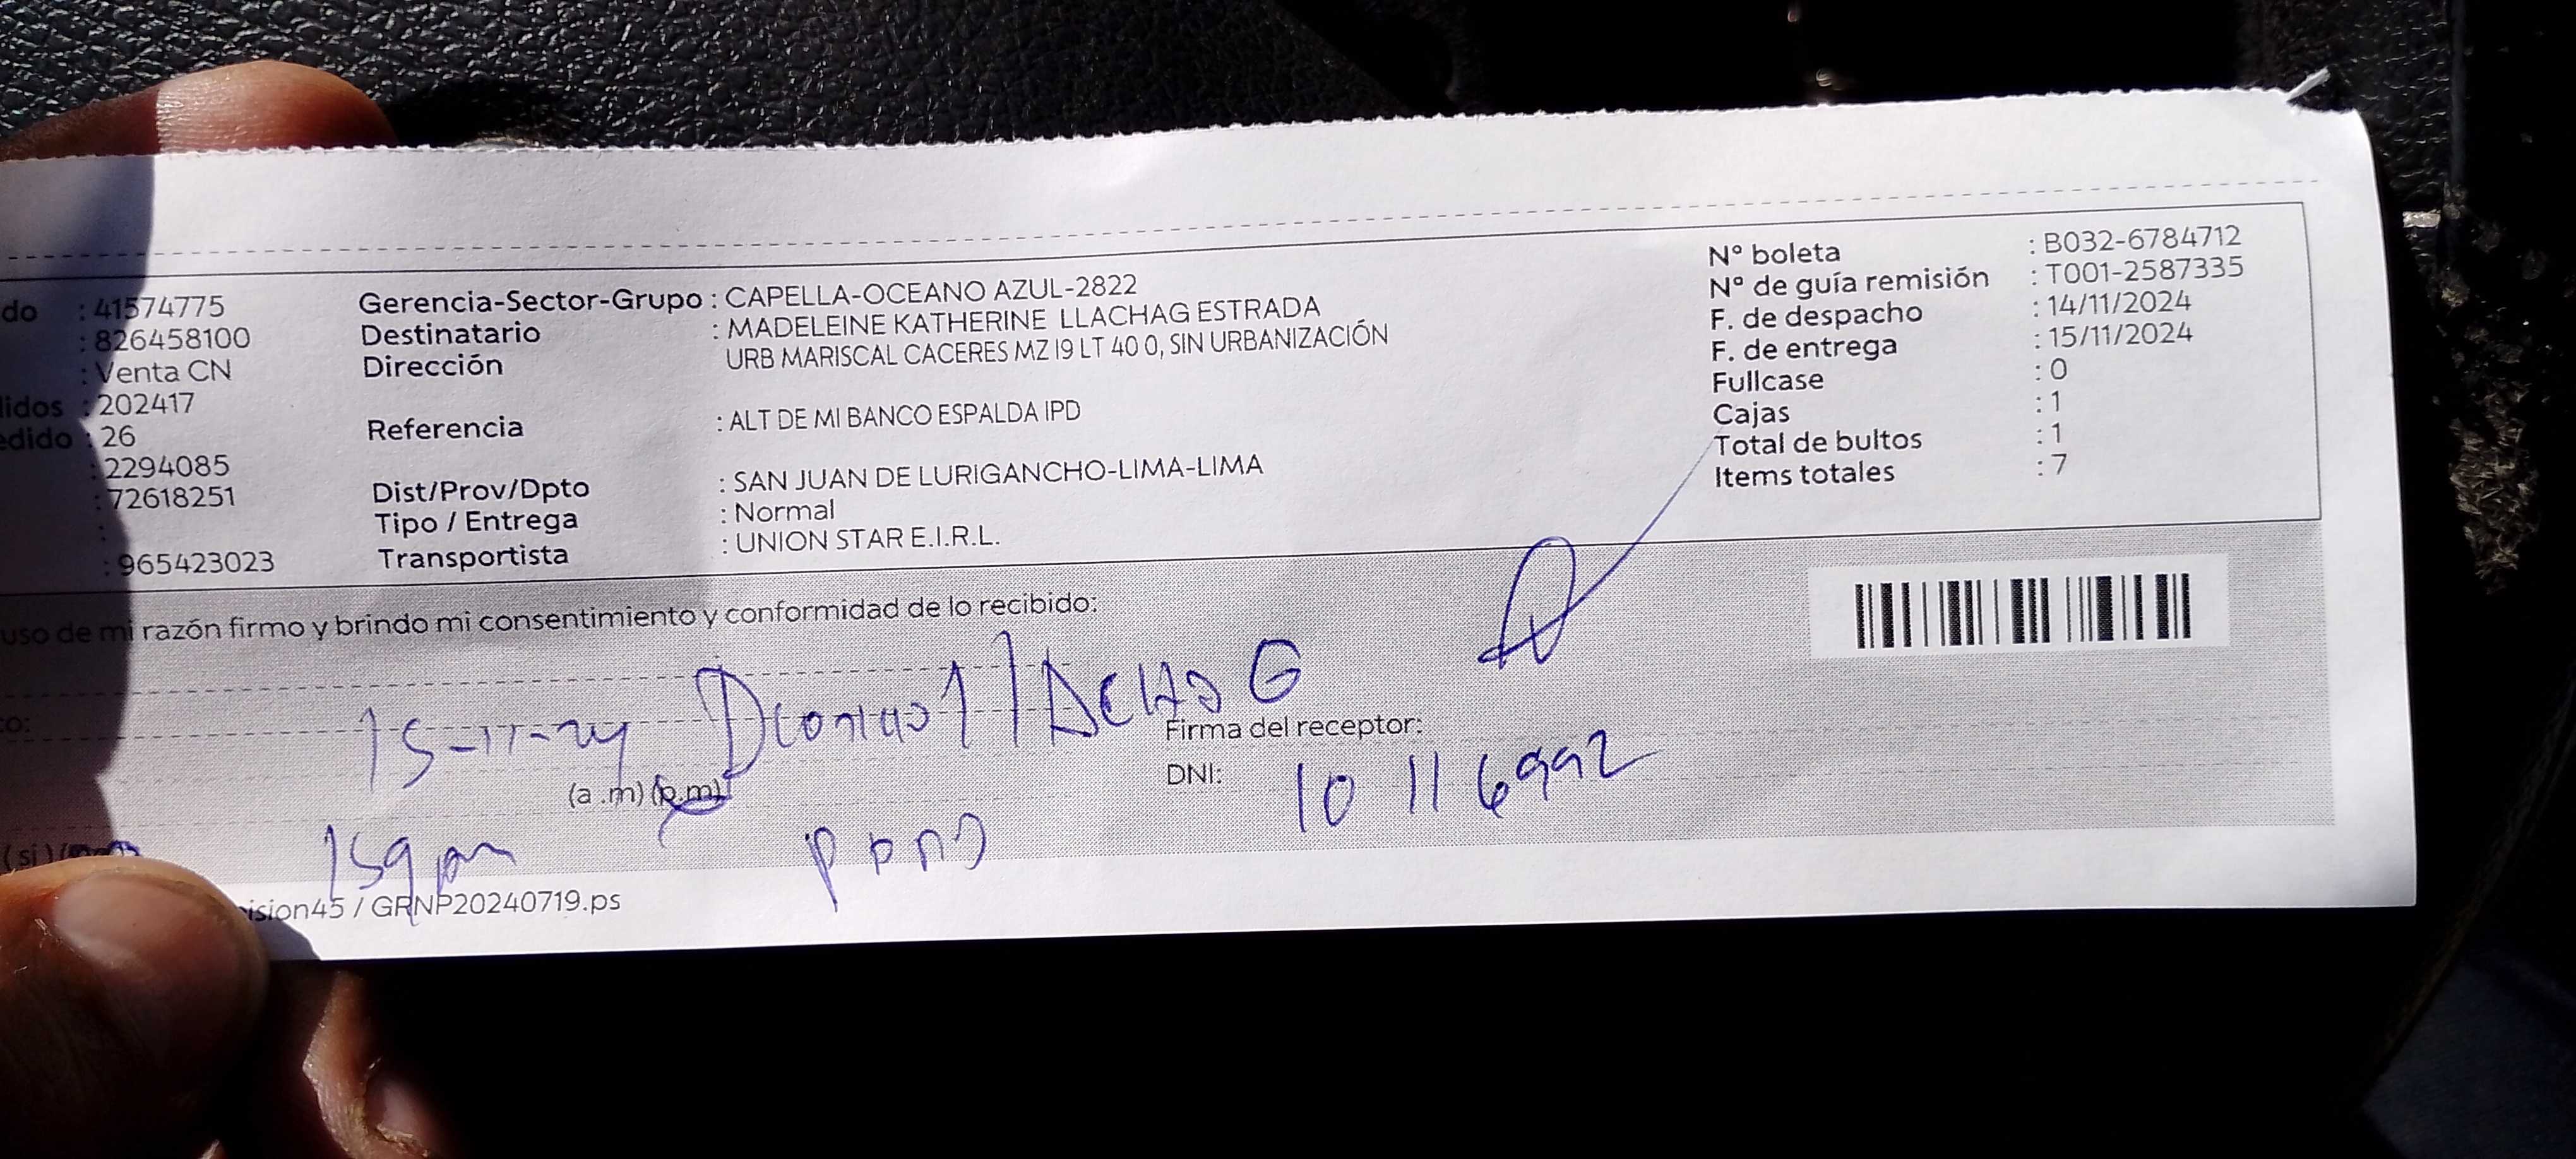 do : 41574775
: 826458100
: Venta CN
lidos : 202417
edido : 26
: 2294085
: 72618251
:
: 965423023
Gerencia-Sector-Grupo : CAPELLA-OCEANO AZUL-2822
Destinatario : MADELEINE KATHERINE LLACHAG ESTRADA
Dirección URB MARISCAL CACERES MZ I9 LT 40 0, SIN URBANIZACIÓN
Referencia : ALT DE MI BANCO ESPALDA IPD
Dist/Prov/Dpto : SAN JUAN DE LURIGANCHO-LIMA-LIMA
Tipo / Entrega : Normal
Transportista : UNION STAR E.I.R.L.
N° boleta : B032-6784712
N° de guía remisión : T001-2587335
F. de despacho : 14/11/2024
F. de entrega : 15/11/2024
Fullcase : 0
Cajas : 1
Total de bultos : 1
Items totales : 7
uso de mi razón firmo y brindo mi consentimiento y conformidad de lo recibido:
15-11-24
Firma del receptor:
(a .m) (p.m)
DNI: 10116992
(si)
159 pm
ision45 / GRNP20240719.ps